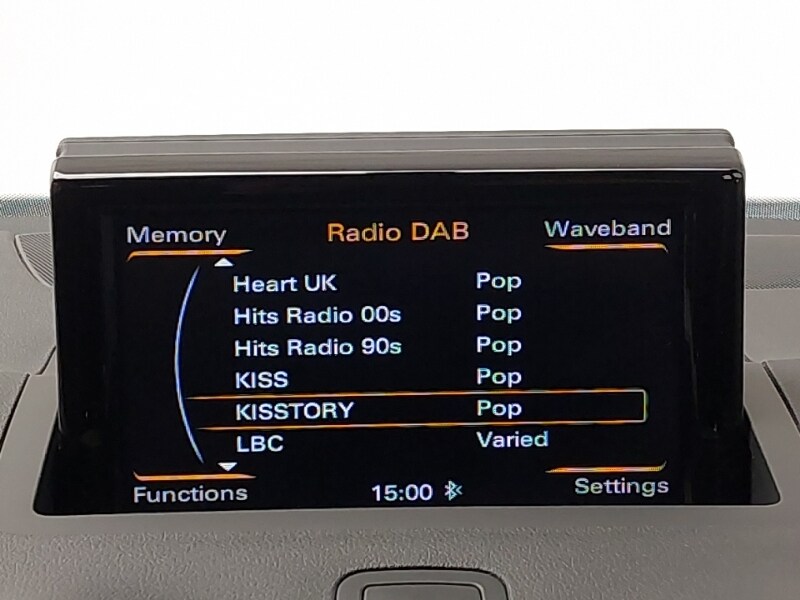 Memory Radio DAB Waveband
Heart UK Pop
Hits Radio 00s Pop
Hits Radio 90s Pop
KISS Pop
KISSTORY Pop
LBC Varied
Functions 15:00 Settings